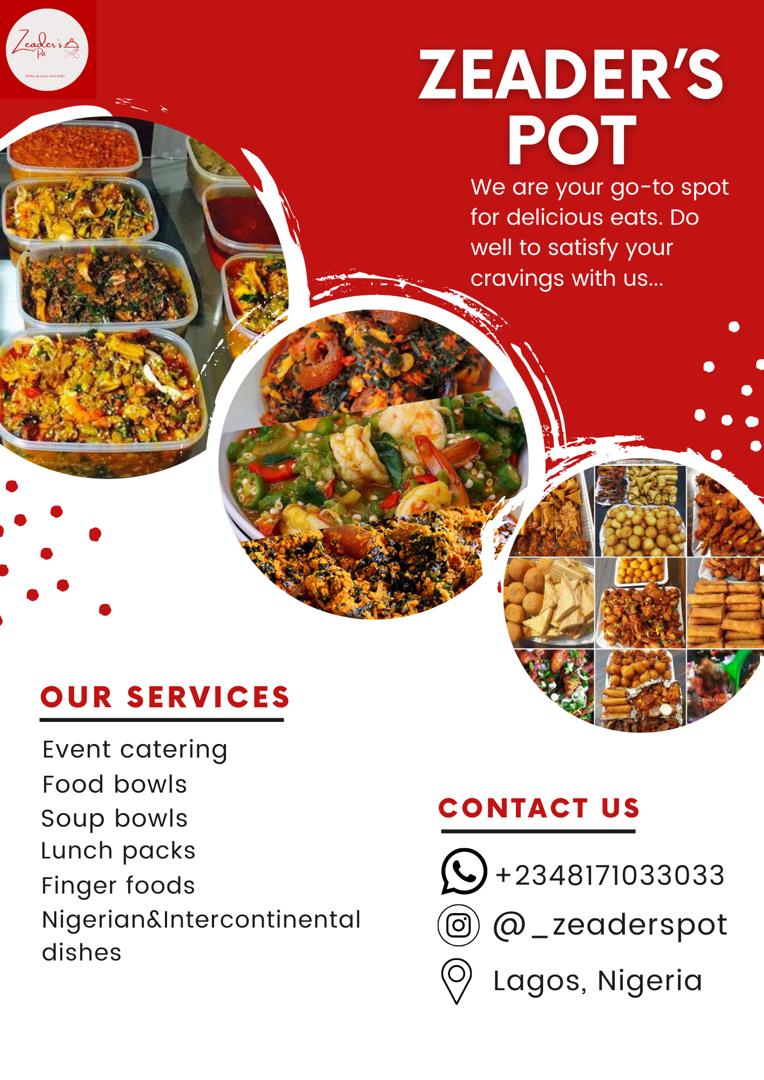 Zeader's
Pot
ZEADER'S
POT
We are your go-to spot
for delicious eats. Do
well to satisfy your
cravings with us...
OUR SERVICES
Event catering
Food bowls
Soup bowls
Lunch packs
Finger foods
Nigerian&Intercontinental
dishes
CONTACT US
+2348171033033
@_zeaderspot
Lagos, Nigeria